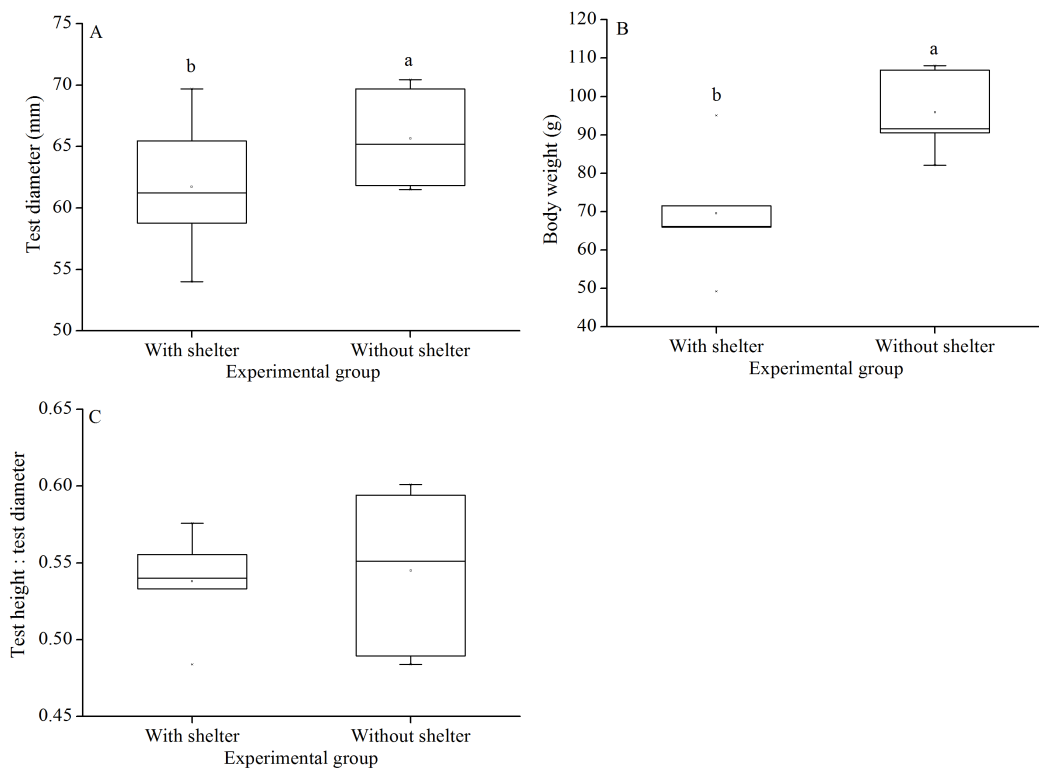 A
75
70
65
60
55
50
Test diameter (mm)
b
a
With shelter
Without shelter
Experimental group
B
120
110
100
90
80
70
60
50
40
Body weight (g)
b
a
With shelter
Without shelter
Experimental group
C
0.65
0.60
0.55
0.50
0.45
Test height : test diameter
With shelter
Without shelter
Experimental group